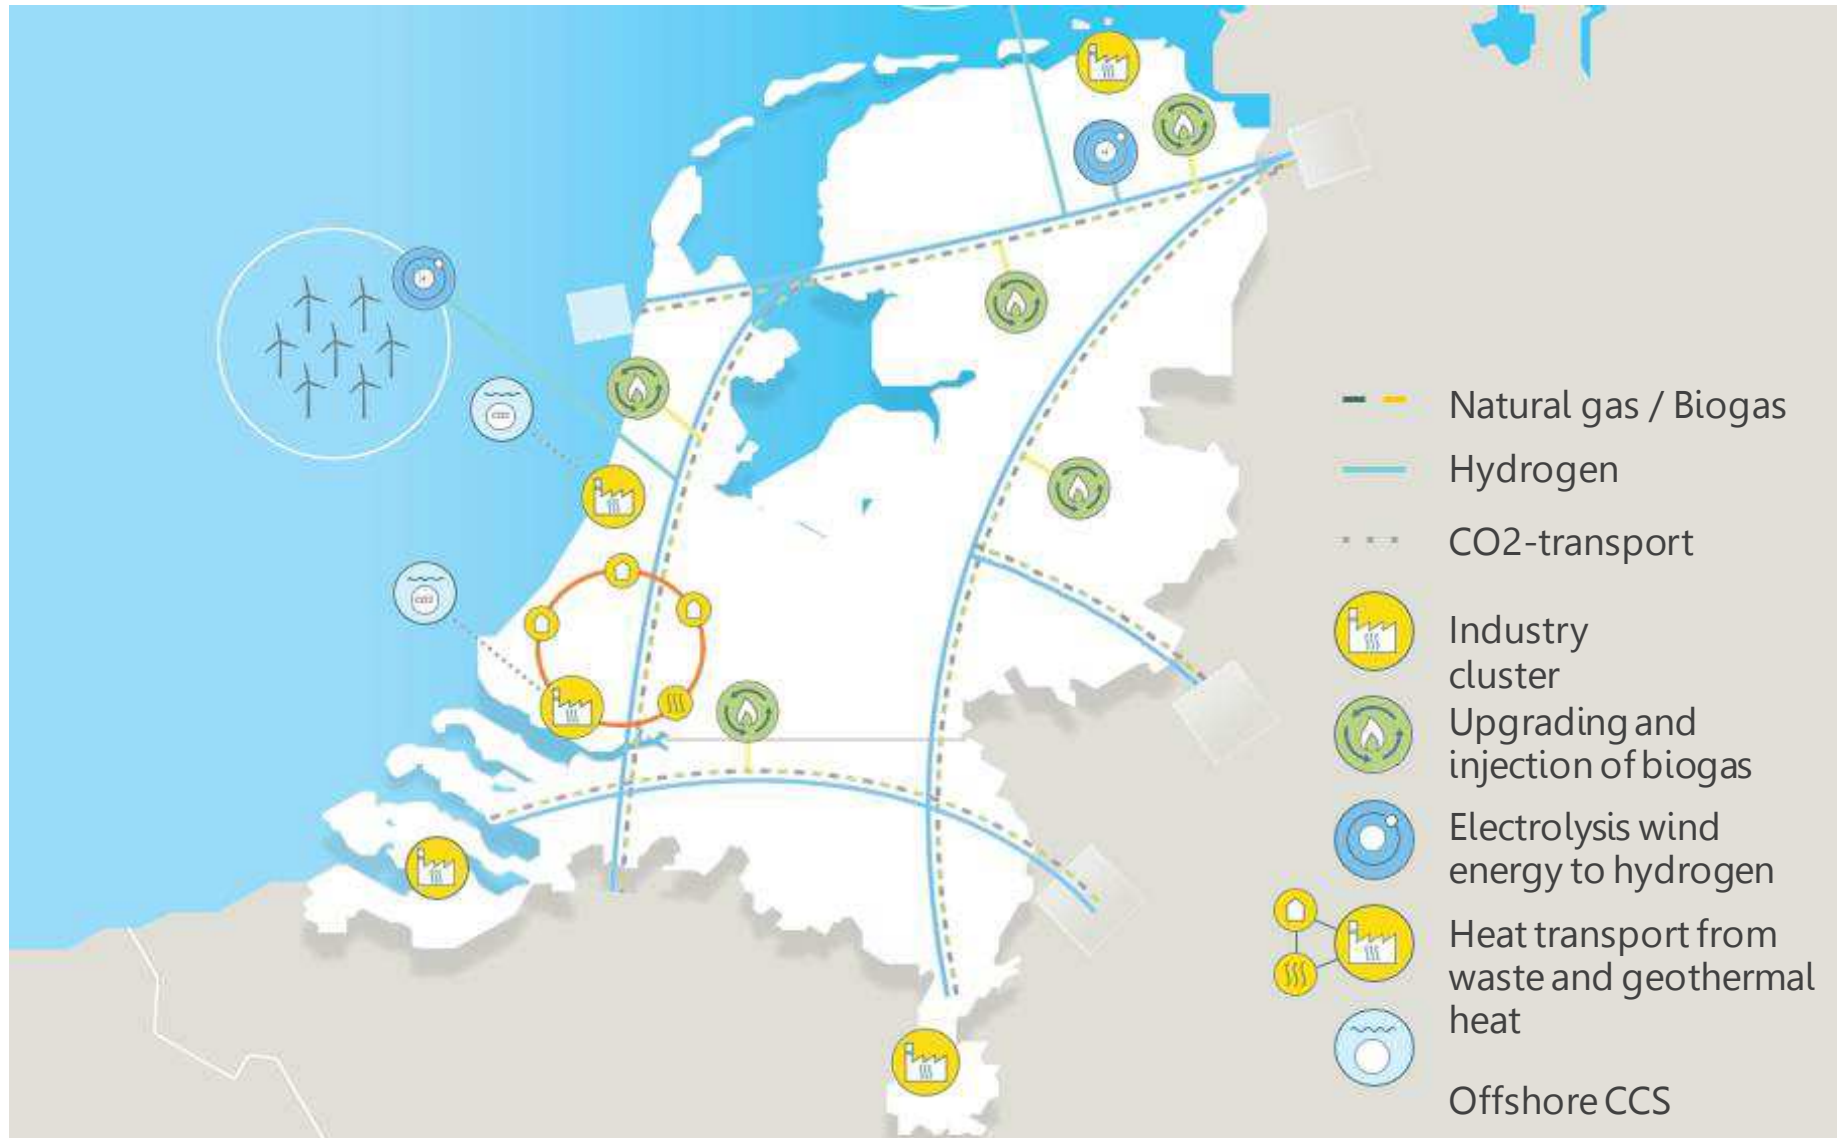 Natural gas / Biogas
Hydrogen
CO2-transport
Industry
cluster
Upgrading and
injection of biogas
Electrolysis wind
energy to hydrogen
Heat transport from
waste and geothermal
heat
Offshore CCS